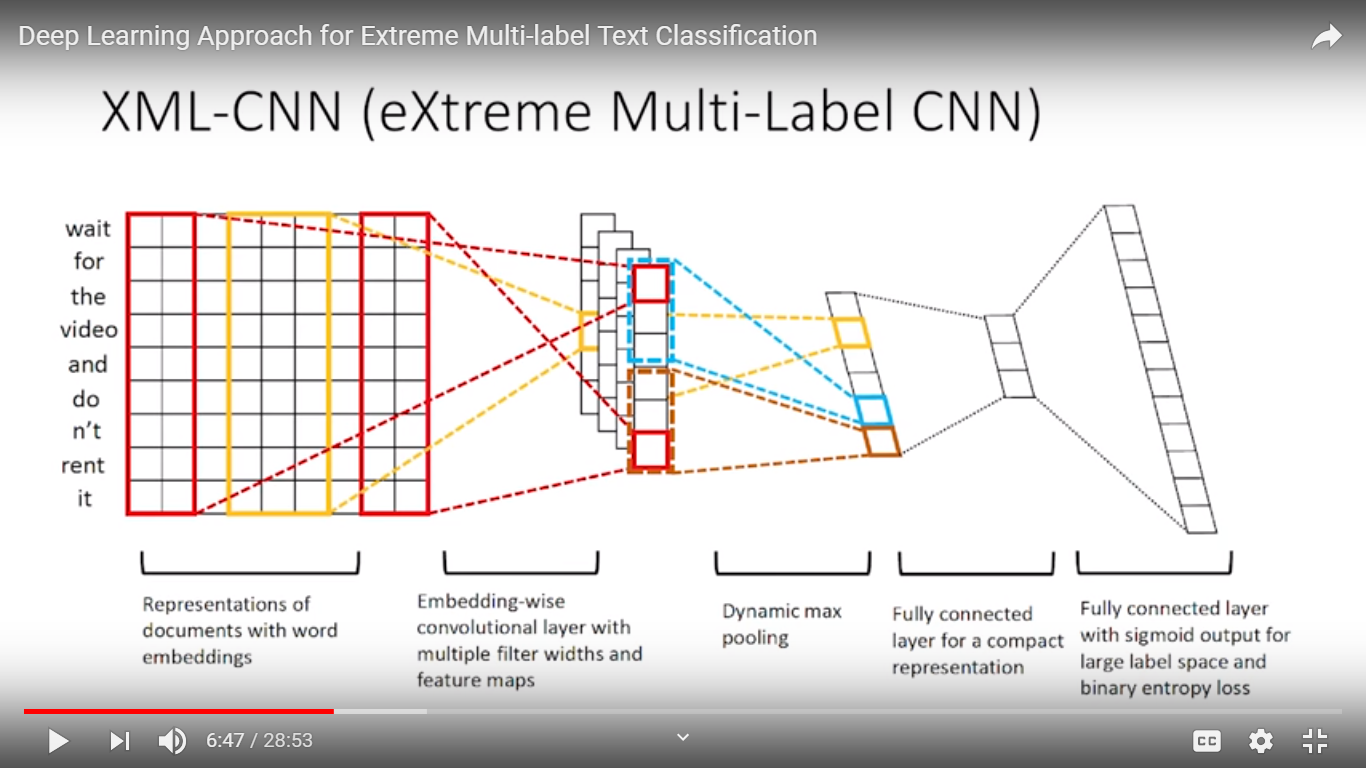 Deep Learning Approach for Extreme Multi-label Text Classification
XML-CNN (eXtreme Multi-Label CNN)
wait
for
the
video
and
do
n't
rent
it
Representations of
documents with word
embeddings
Embedding-wise
convolutional layer with
multiple filter widths and
feature maps
Dynamic max
pooling
Fully connected
layer for a compact
representation
Fully connected layer
with sigmoid output for
large label space and
binary entropy loss
6:47 / 28:53
CC